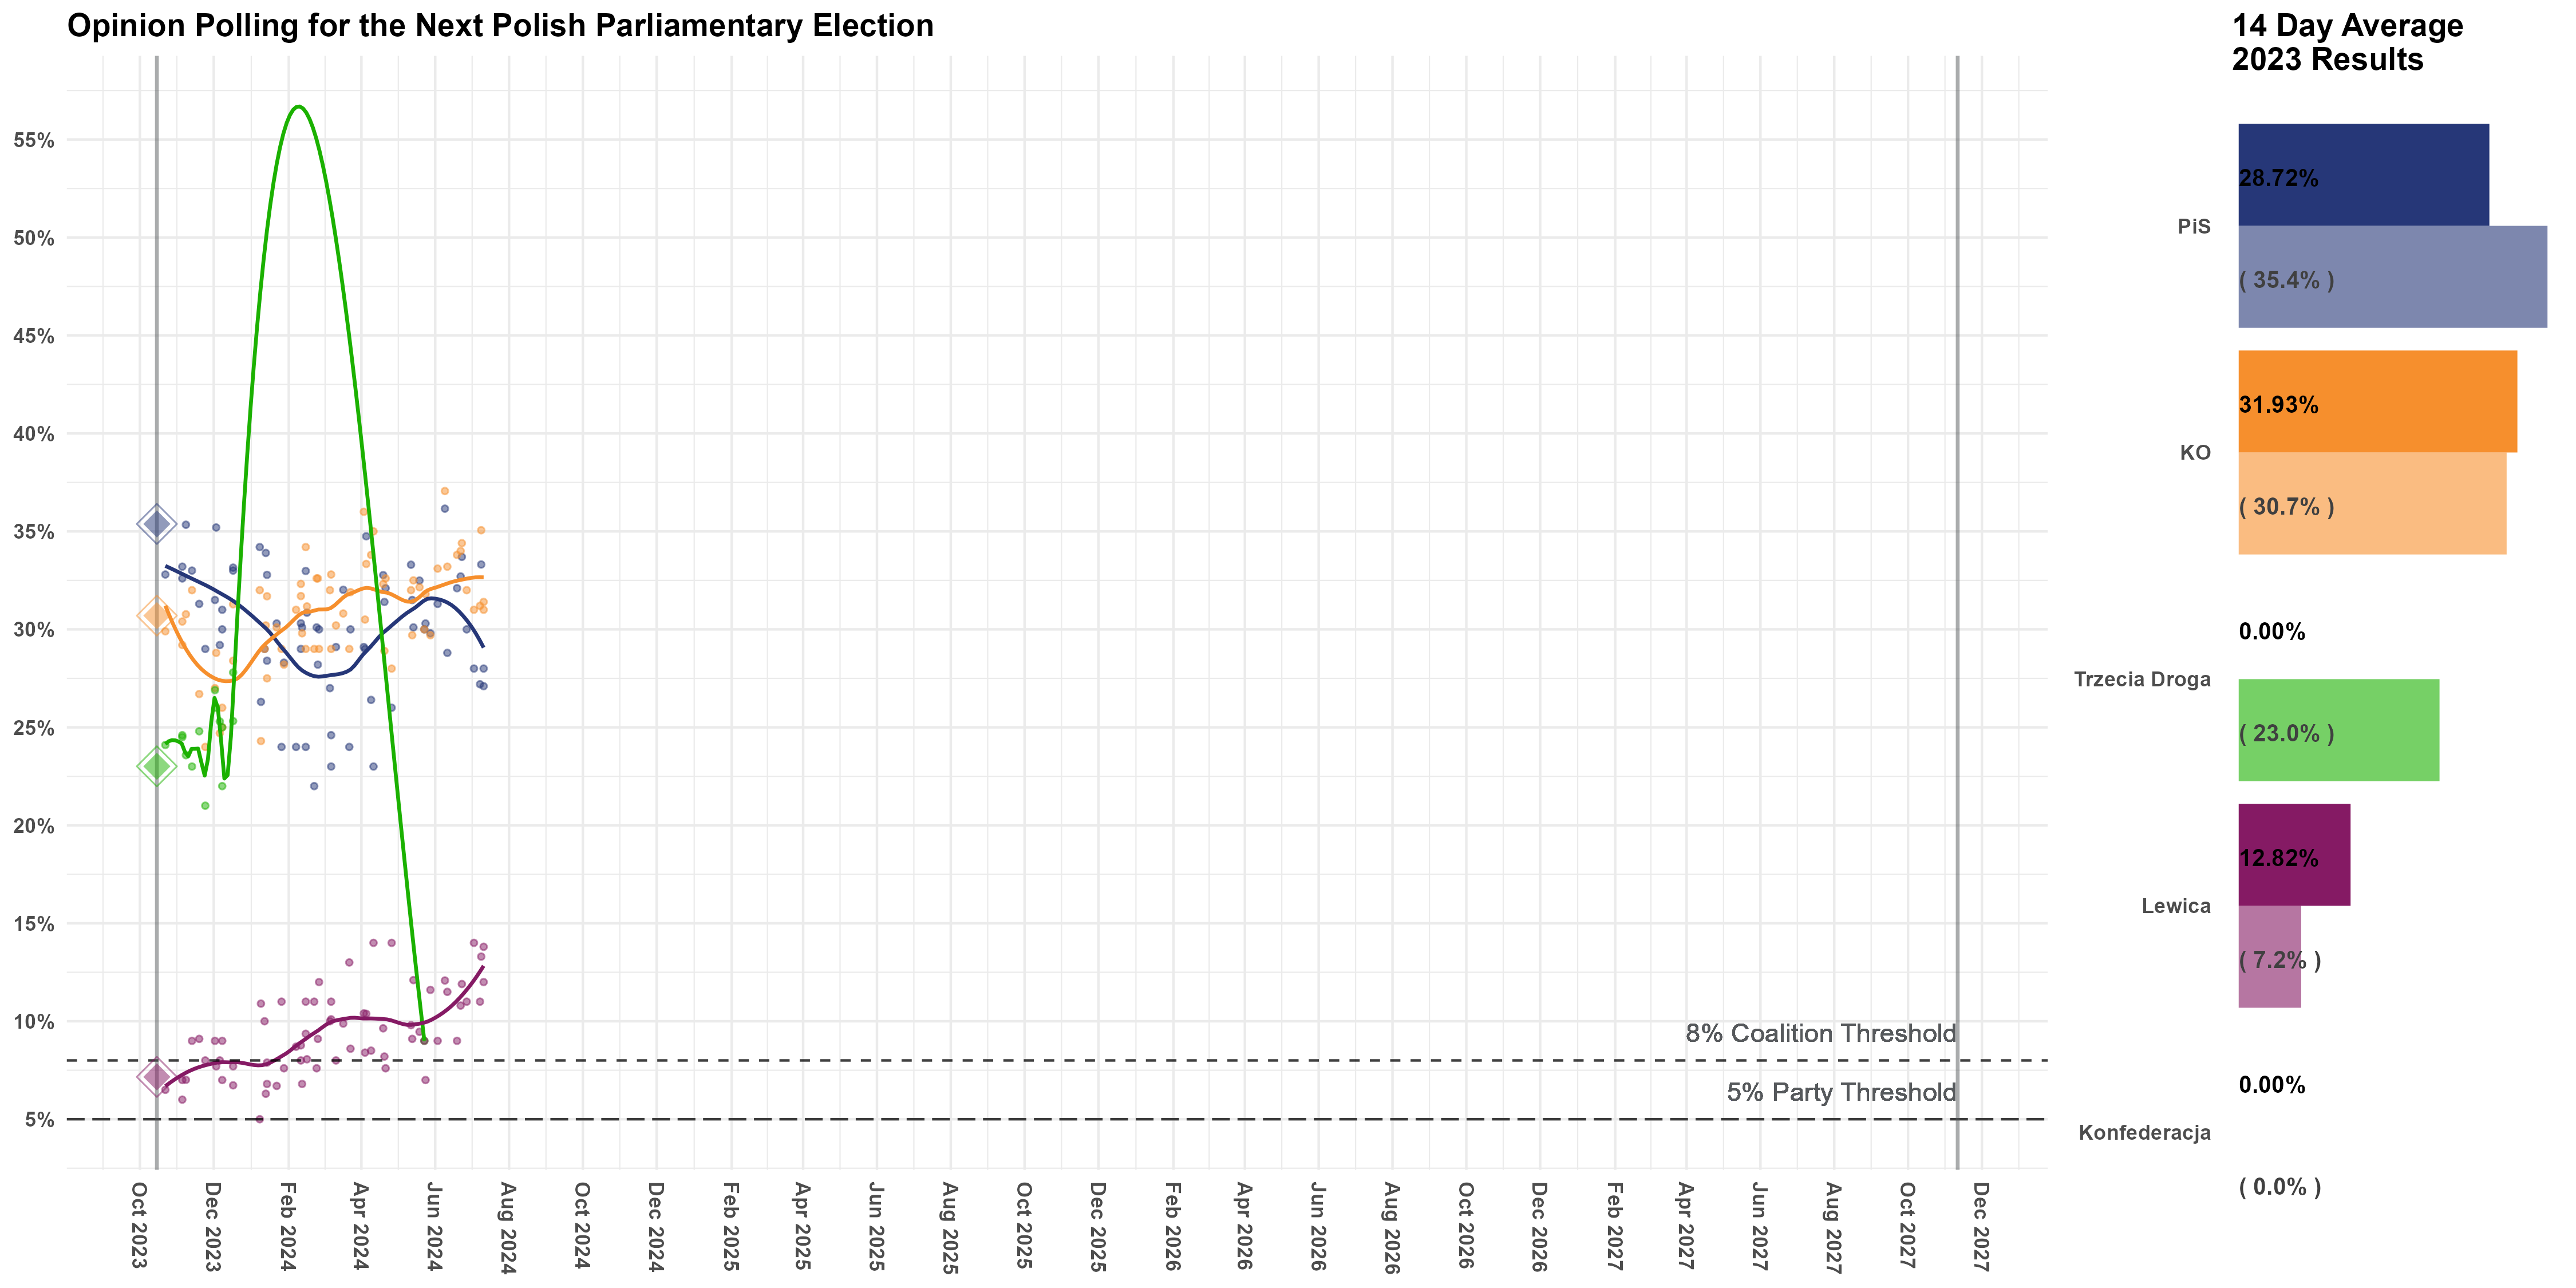 Opinion Polling for the Next Polish Parliamentary Election
14 Day Average
2023 Results
55%
50%
45%
40%
35%
30%
25%
20%
15%
10%
5%
8% Coalition Threshold
5% Party Threshold
Oct 2023
Dec 2023
Feb 2024
Apr 2024
Jun 2024
Aug 2024
Oct 2024
Dec 2024
Feb 2025
Apr 2025
Jun 2025
Aug 2025
Oct 2025
Dec 2025
Feb 2026
Apr 2026
Jun 2026
Aug 2026
Oct 2026
Dec 2026
Feb 2027
Apr 2027
Jun 2027
Aug 2027
Oct 2027
Dec 2027
PiS
28.72%
( 35.4% )
KO
31.93%
( 30.7% )
Trzecia Droga
0.00%
( 23.0% )
Lewica
12.82%
( 7.2% )
Konfederacja
0.00%
( 0.0% )